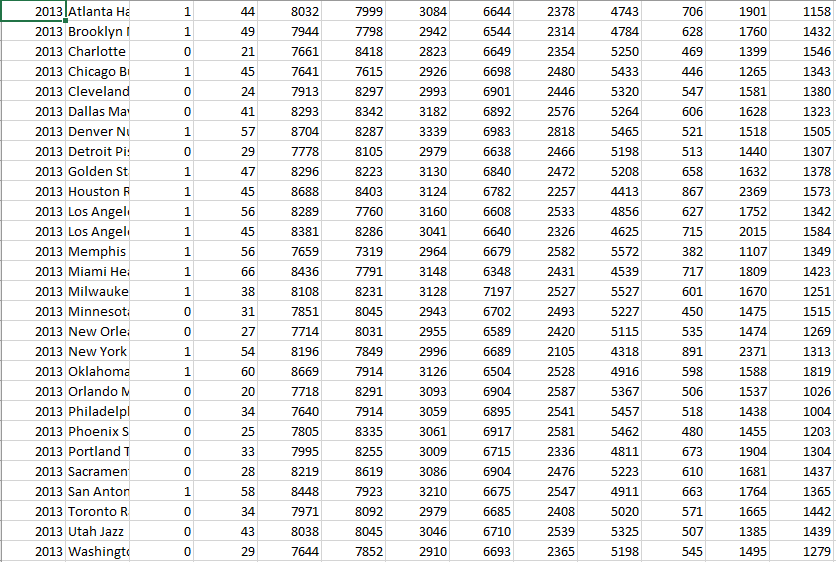 2013 Atlanta Ha 1 44 8032 7999 3084 6644 2378 4743 706 1901 1158
2013 Brooklyn 1 49 7944 7798 2942 6544 2314 4784 628 1760 1432
2013 Charlotte 0 21 7661 8418 2823 6649 2354 5250 469 1399 1546
2013 Chicago Bu 1 45 7641 7615 2926 6698 2480 5433 446 1265 1343
2013 Cleveland 0 24 7913 8297 2993 6901 2446 5320 547 1581 1380
2013 Dallas Mav 0 41 8293 8342 3182 6892 2576 5264 606 1628 1323
2013 Denver Nu 1 57 8704 8287 3339 6983 2818 5465 521 1518 1505
2013 Detroit Pis 0 29 7778 8105 2979 6638 2466 5198 513 1440 1307
2013 Golden Sta 1 47 8296 8223 3130 6840 2472 5208 658 1632 1378
2013 Houston R 1 45 8688 8403 3124 6782 2257 4413 867 2369 1573
2013 Los Angele 1 56 8289 7760 3160 6608 2533 4856 627 1752 1342
2013 Los Angele 1 45 8381 8286 3041 6640 2326 4625 715 2015 1584
2013 Memphis 1 56 7659 7319 2964 6679 2582 5572 382 1107 1349
2013 Miami Hea 1 66 8436 7791 3148 6348 2431 4539 717 1809 1423
2013 Milwauke 1 38 8108 8231 3128 7197 2527 5527 601 1670 1251
2013 Minnesota 0 31 7851 8045 2943 6702 2493 5227 450 1475 1515
2013 New Orlea 0 27 7714 8031 2955 6589 2420 5115 535 1474 1269
2013 New York 1 54 8196 7849 2996 6689 2105 4318 891 2371 1313
2013 Oklahoma 1 60 8669 7914 3126 6504 2528 4916 598 1588 1819
2013 Orlando M 0 20 7718 8291 3093 6904 2587 5367 506 1537 1026
2013 Philadelpl 0 34 7640 7914 3059 6895 2541 5457 518 1438 1004
2013 Phoenix S 0 25 7805 8335 3061 6917 2581 5462 480 1455 1203
2013 Portland T 0 33 7995 8255 3009 6715 2336 4811 673 1904 1304
2013 Sacrament 0 28 8219 8619 3086 6904 2476 5223 610 1681 1437
2013 San Anton 1 58 8448 7923 3210 6675 2547 4911 663 1764 1365
2013 Toronto R 0 34 7971 8092 2979 6685 2408 5020 571 1665 1442
2013 Utah Jazz 0 43 8038 8045 3046 6710 2539 5325 507 1385 1439
2013 Washingto 0 29 7644 7852 2910 6693 2365 5198 545 1495 1279